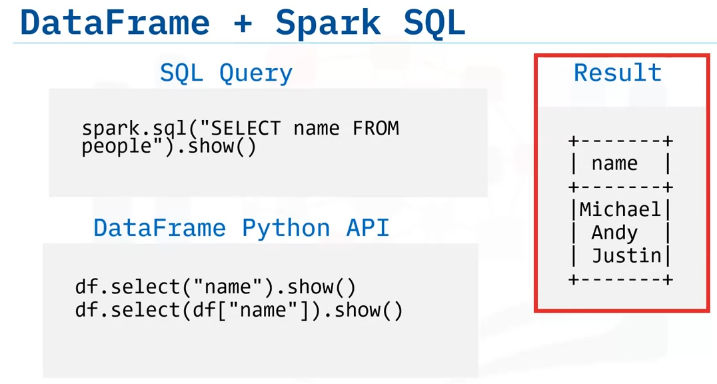 DataFrame + Spark SQL
SQL Query
spark.sql("SELECT name FROM
people").show()
DataFrame Python API
df.select("name").show()
df.select(df["name"]).show()
Result
+-------+
| name  |
+-------+
|Michael|
| Andy  |
| Justin|
+-------+